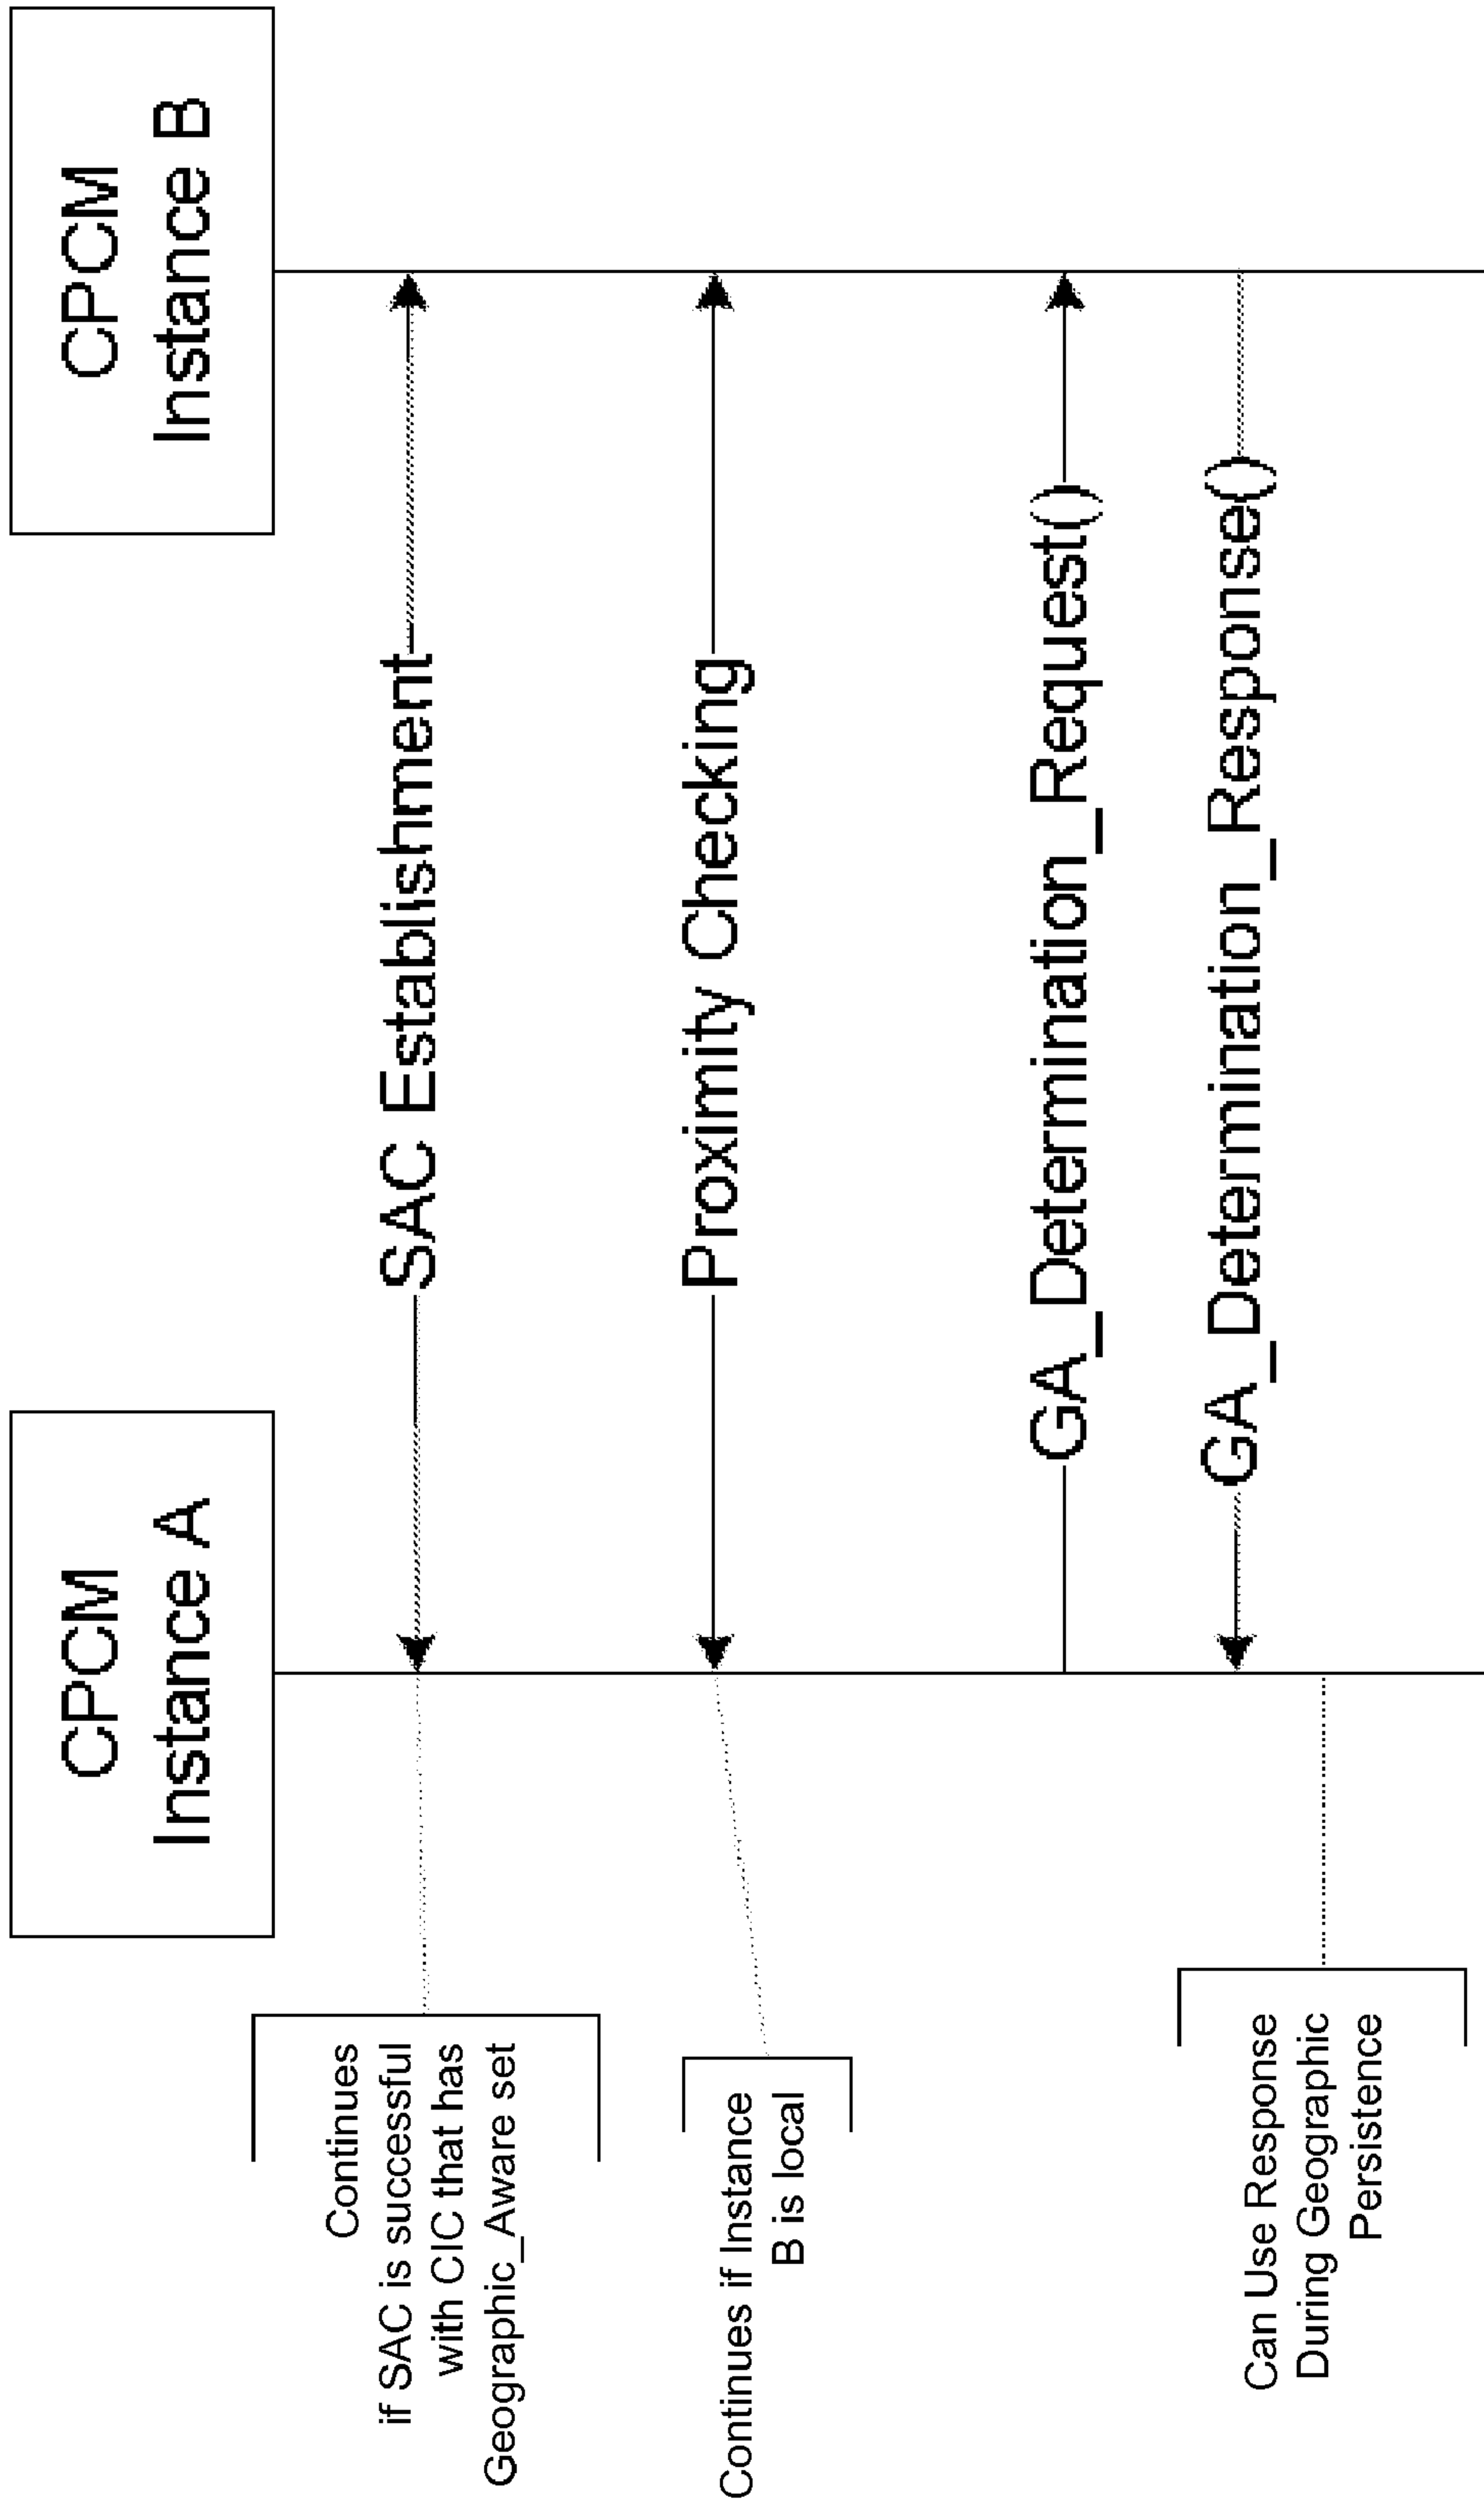 CPCM
Instance A
CPCM
Instance B
Continues
if SAC is successful
with CIC that has
Geographic_Aware set
SAC Establishment
Continues if Instance
B is local
Proximity Checking
GA_Determination_Request()
GA_Determination_Response()
Can Use Response
During Geographic
Persistence